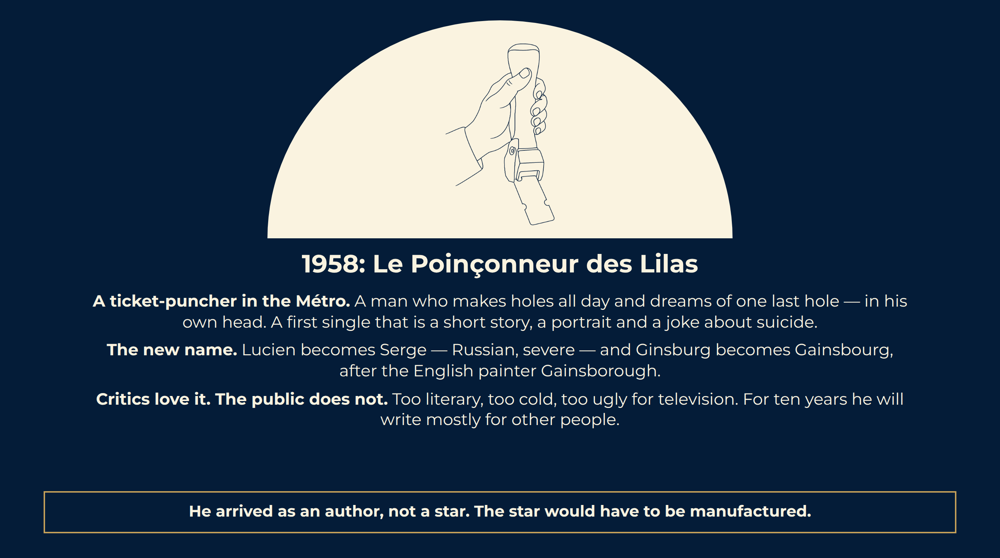 1958: Le Poinçonneur des Lilas
A ticket-puncher in the Métro. A man who makes holes all day and dreams of one last hole — in his
own head. A first single that is a short story, a portrait and a joke about suicide.
The new name. Lucien becomes Serge — Russian, severe — and Ginsburg becomes Gainsbourg,
after the English painter Gainsborough.
Critics love it. The public does not. Too literary, too cold, too ugly for television. For ten years he will
write mostly for other people.
He arrived as an author, not a star. The star would have to be manufactured.